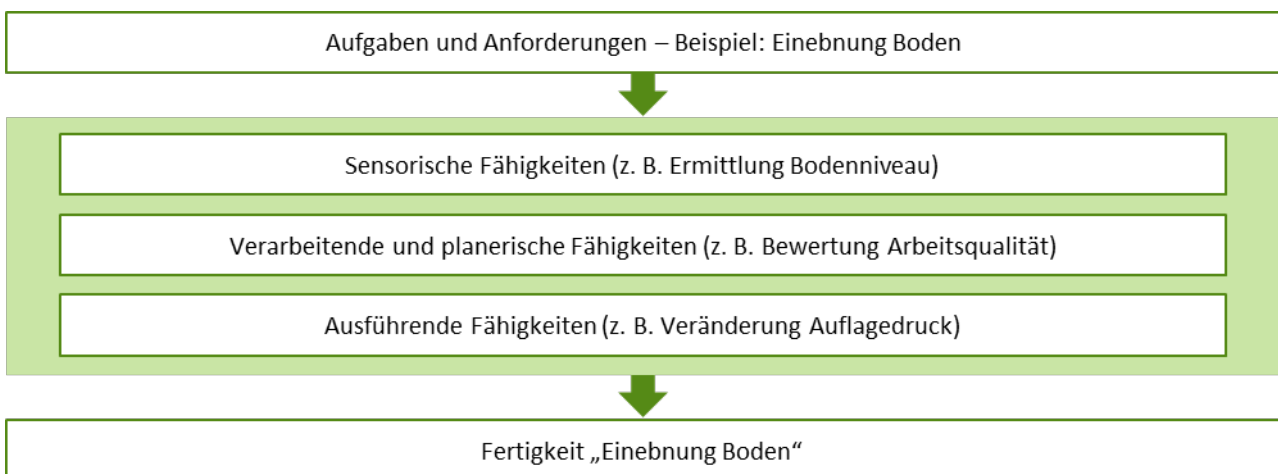 Aufgaben und Anforderungen – Beispiel: Einebnung Boden
Sensorische Fähigkeiten (z. B. Ermittlung Bodenniveau)
Verarbeitende und planerische Fähigkeiten (z. B. Bewertung Arbeitsqualität)
Ausführende Fähigkeiten (z. B. Veränderung Auflagedruck)
Fertigkeit „Einebnung Boden“